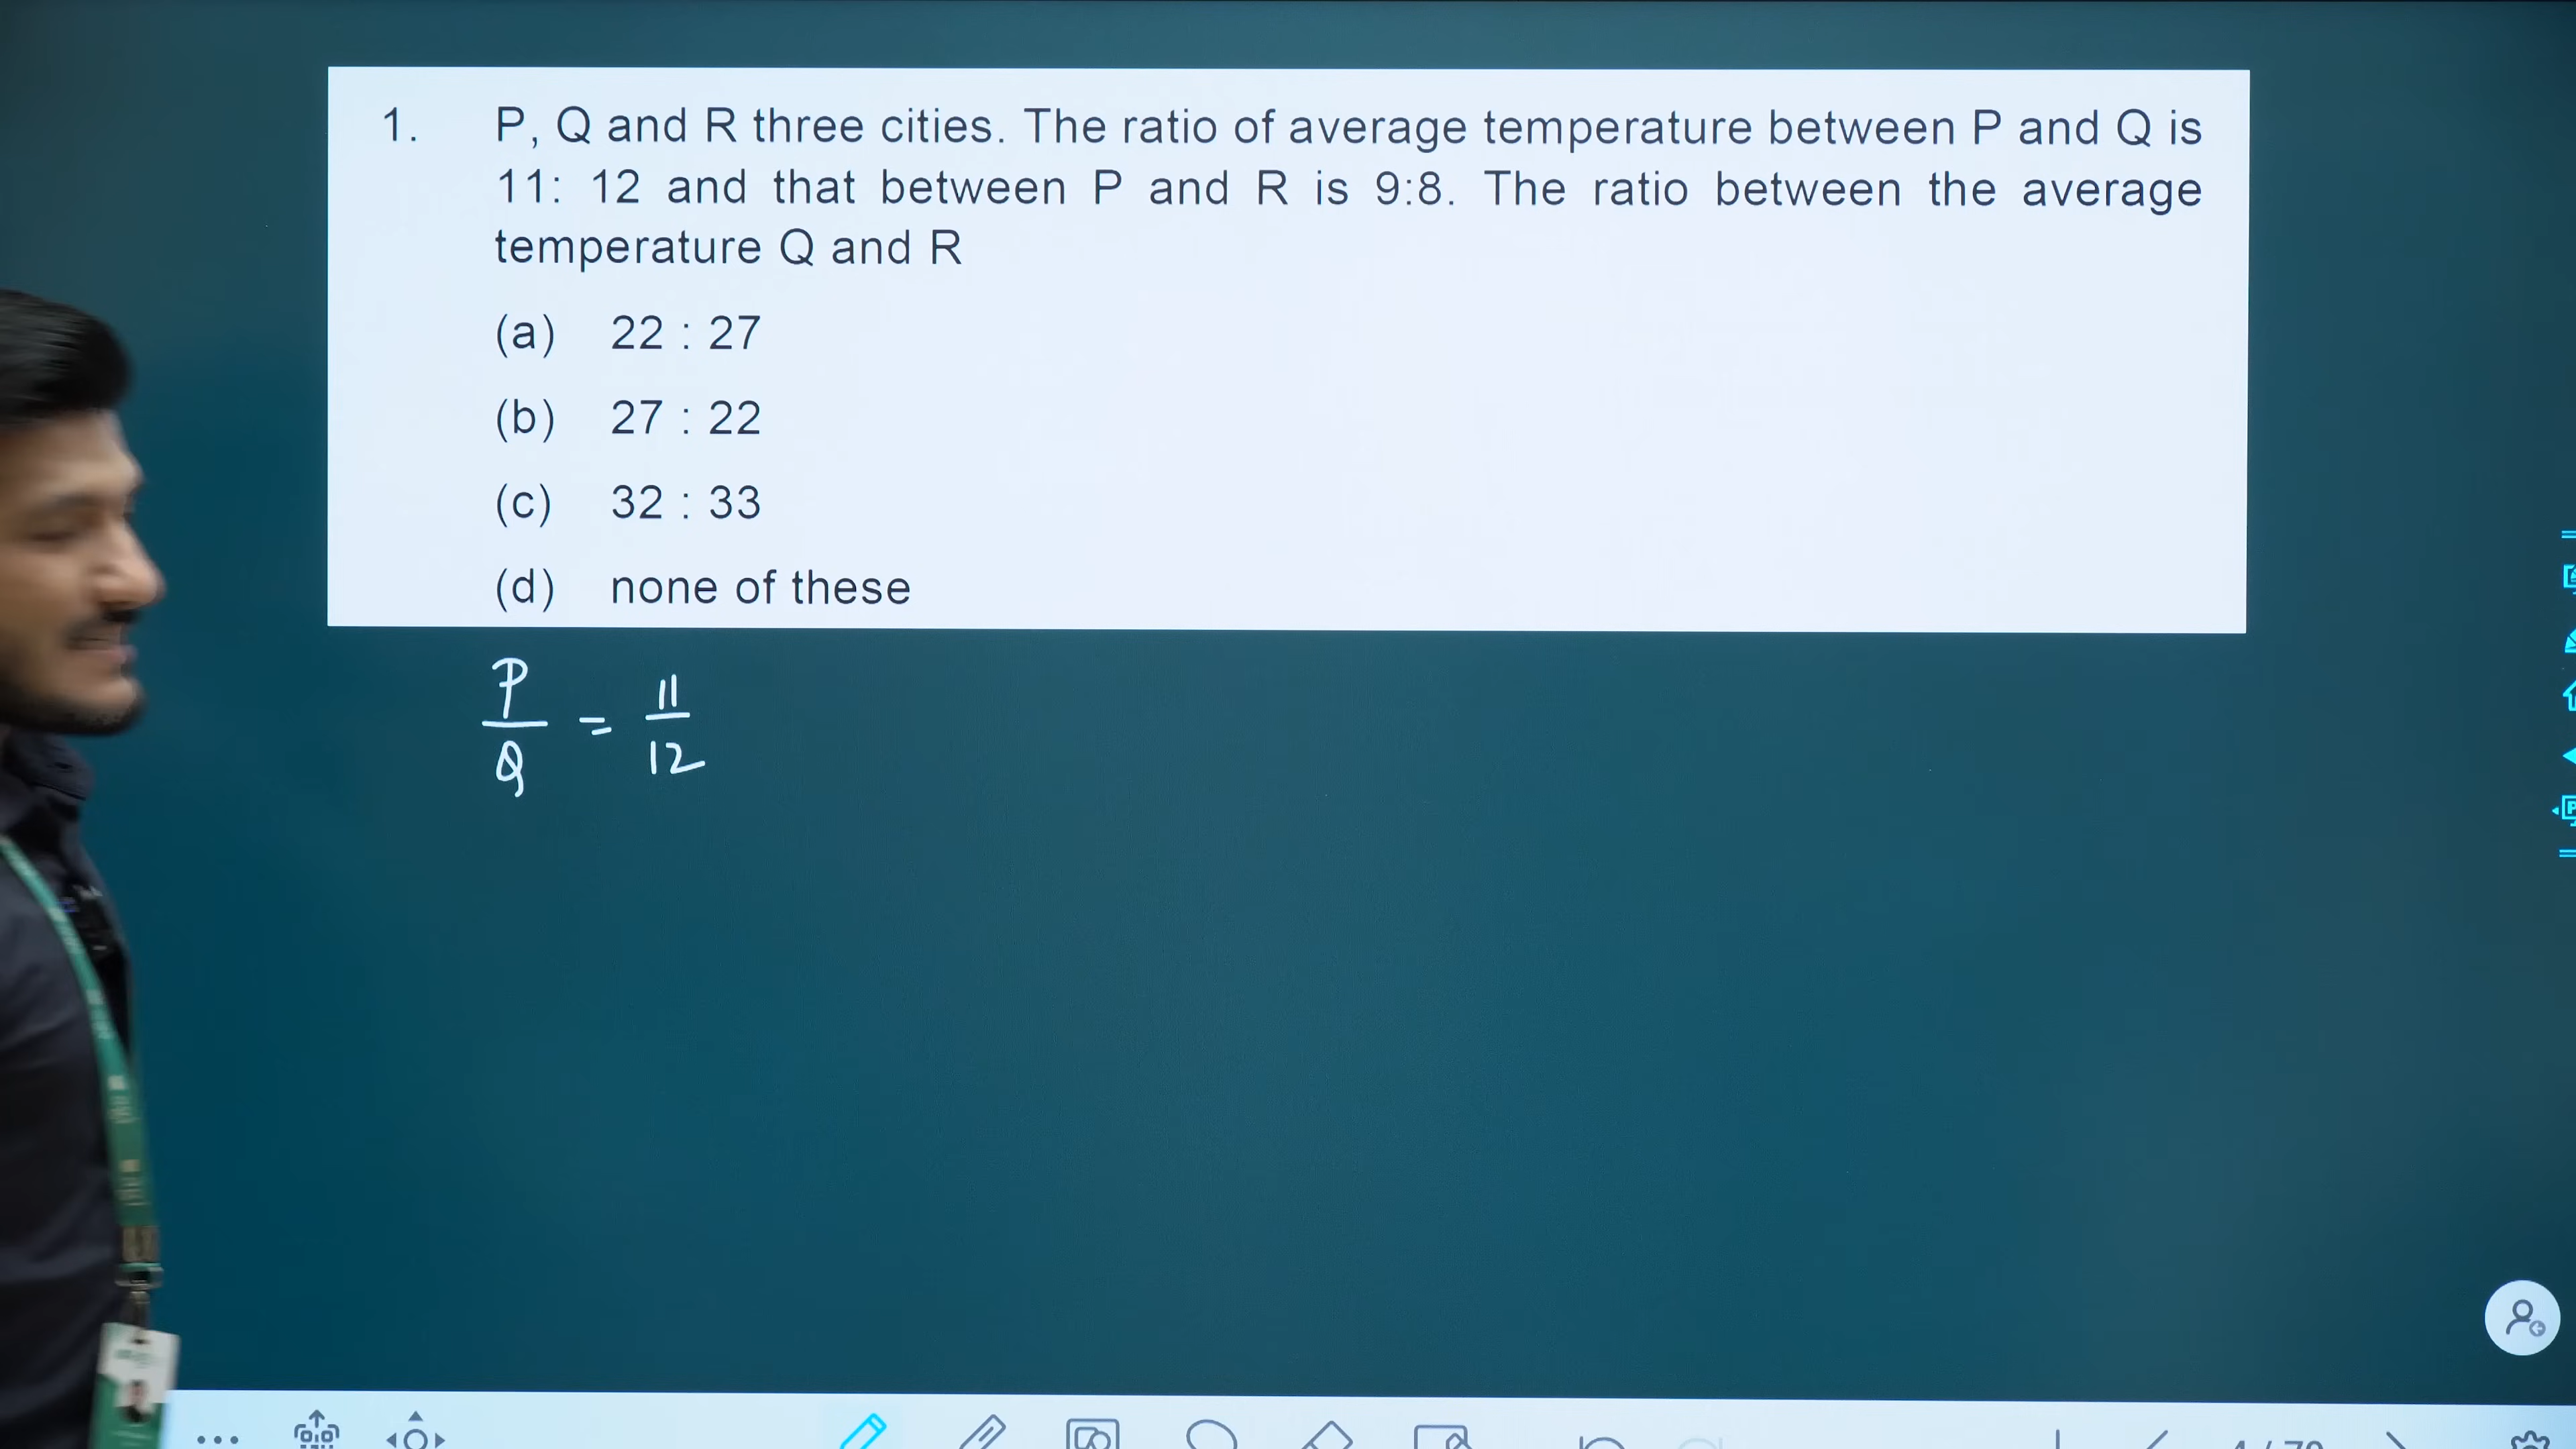 1. P, Q and R three cities. The ratio of average temperature between P and Q is
11: 12 and that between P and R is 9:8. The ratio between the average
temperature Q and R
(a) 22 : 27
(b) 27 : 22
(c) 32 : 33
(d) none of these
P/Q = 11/12